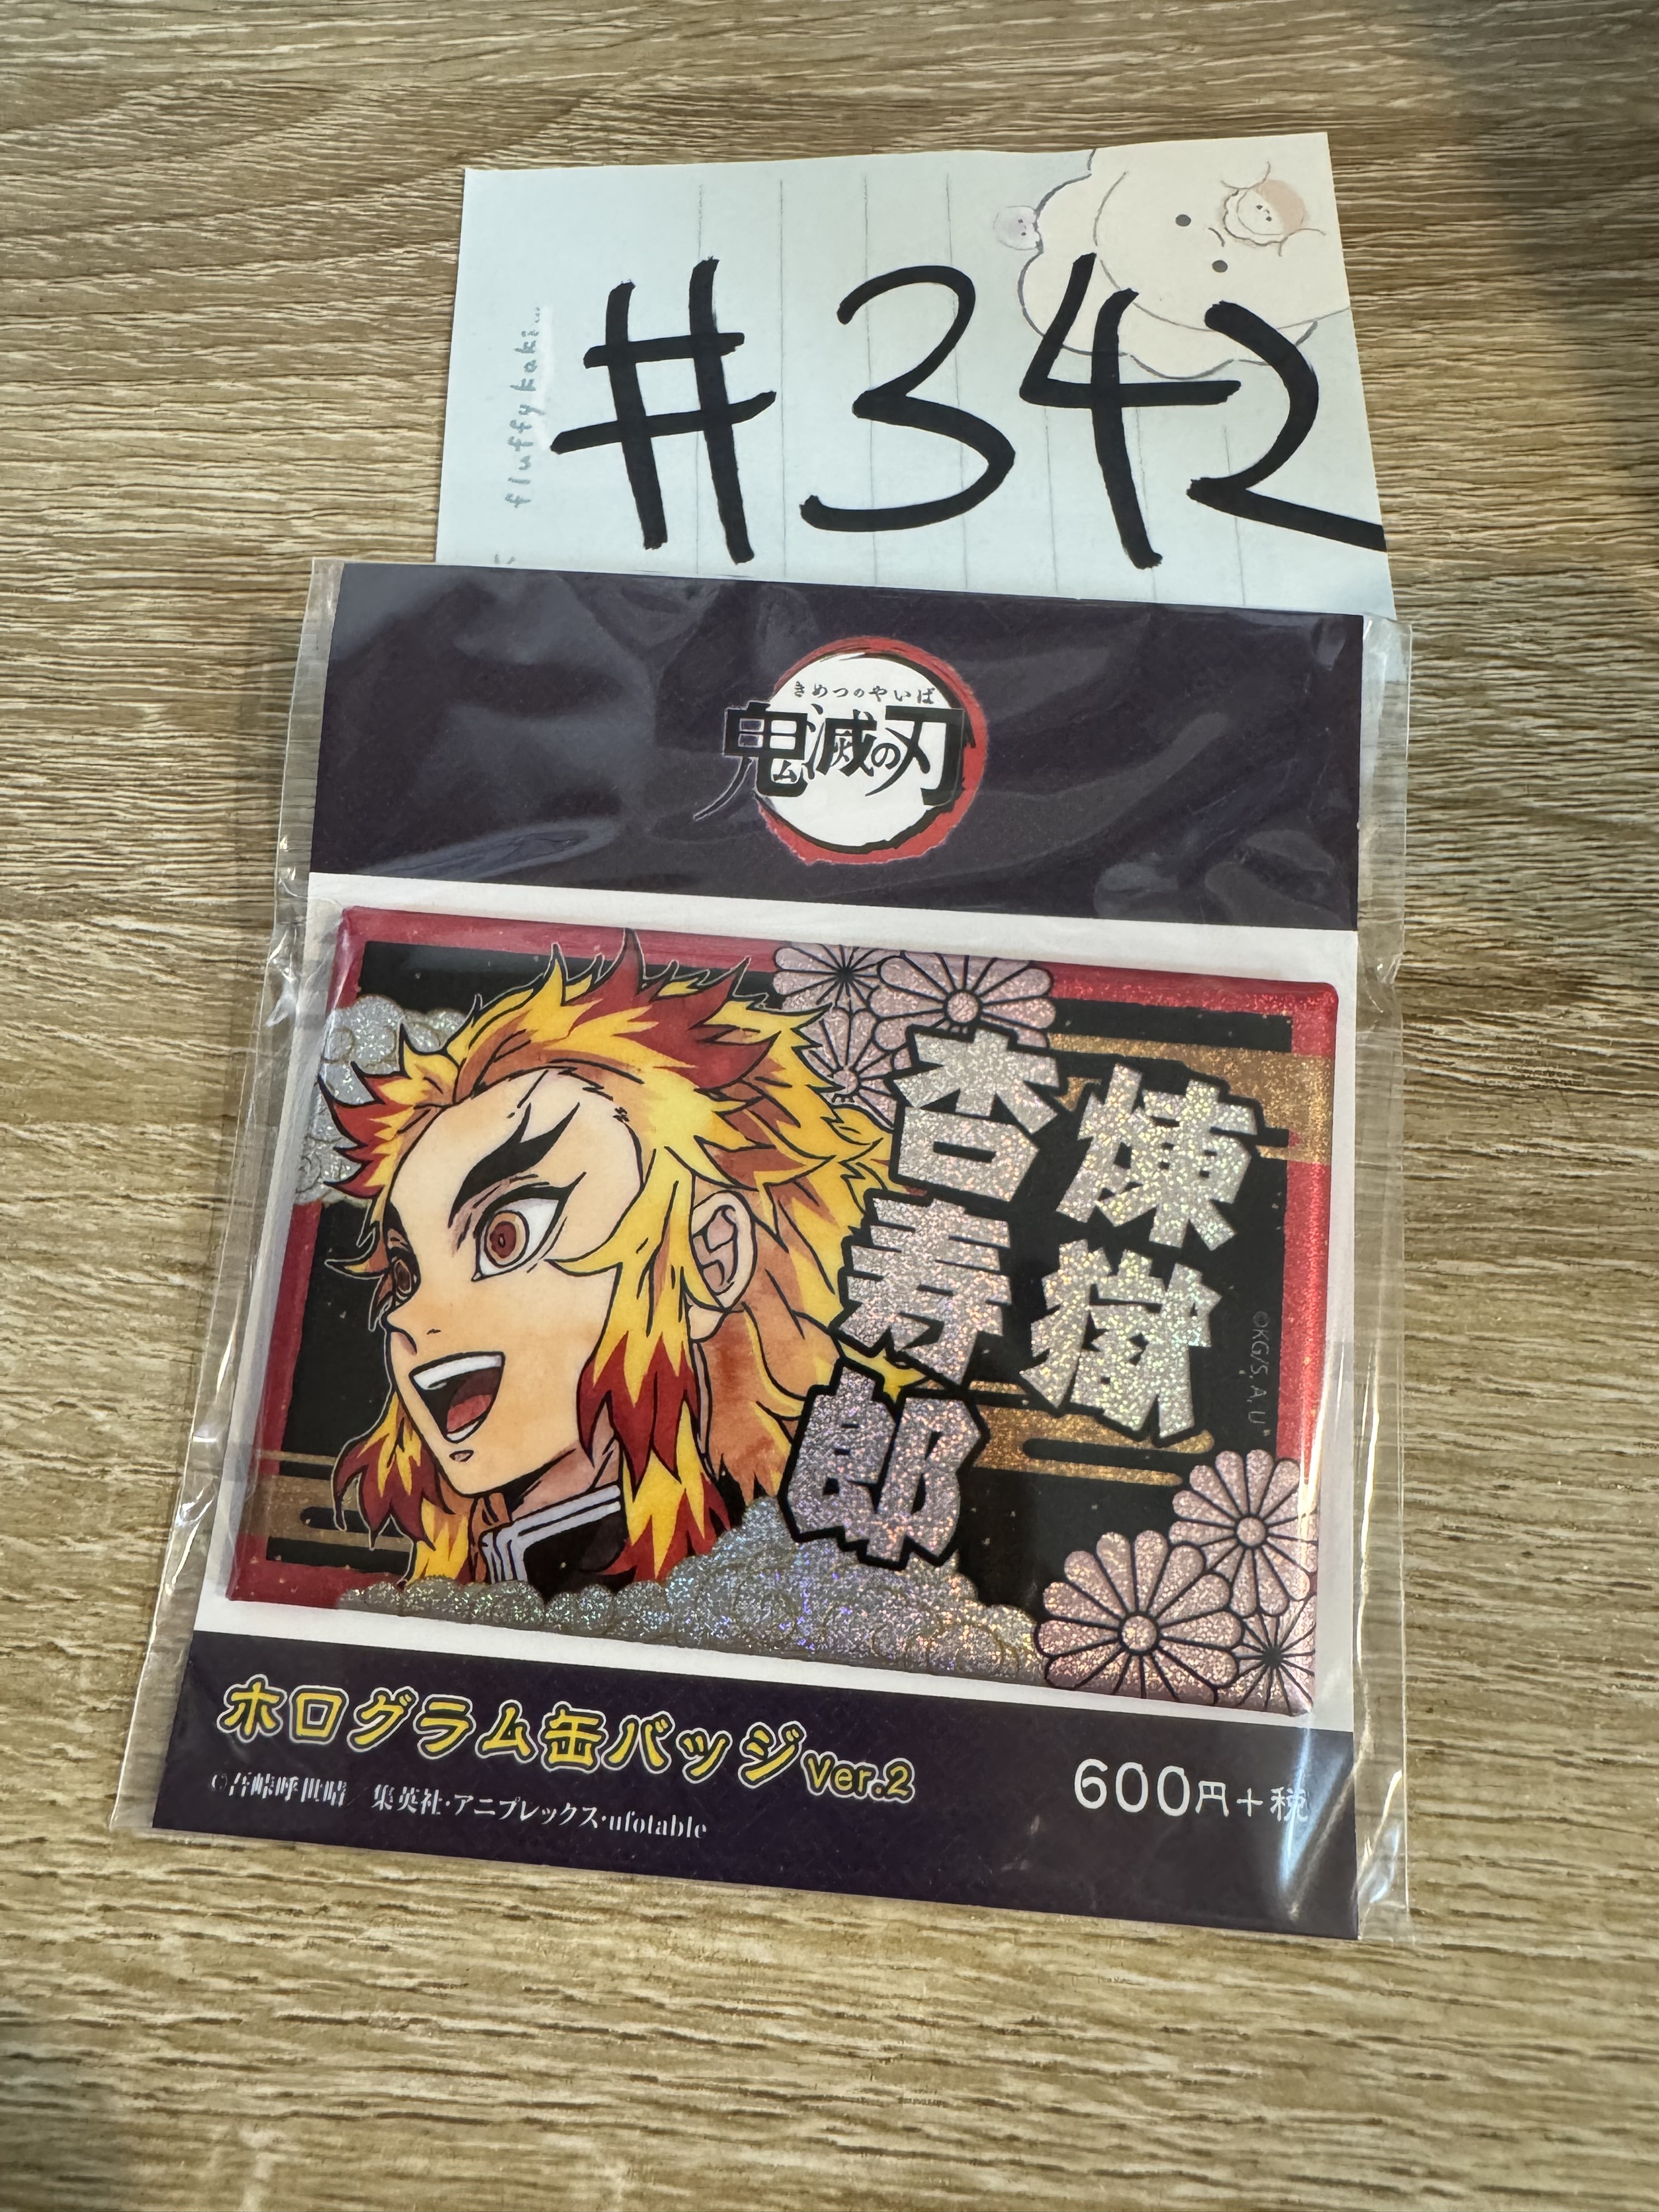 #342
fluffy kaki...
きめつのやいば
鬼滅の刃
煉獄
杏寿郎
©KG/S, A, U
ホログラム缶バッジ ver.2
600円+税
©吾峠呼世晴／集英社・アニプレックス・ufotable